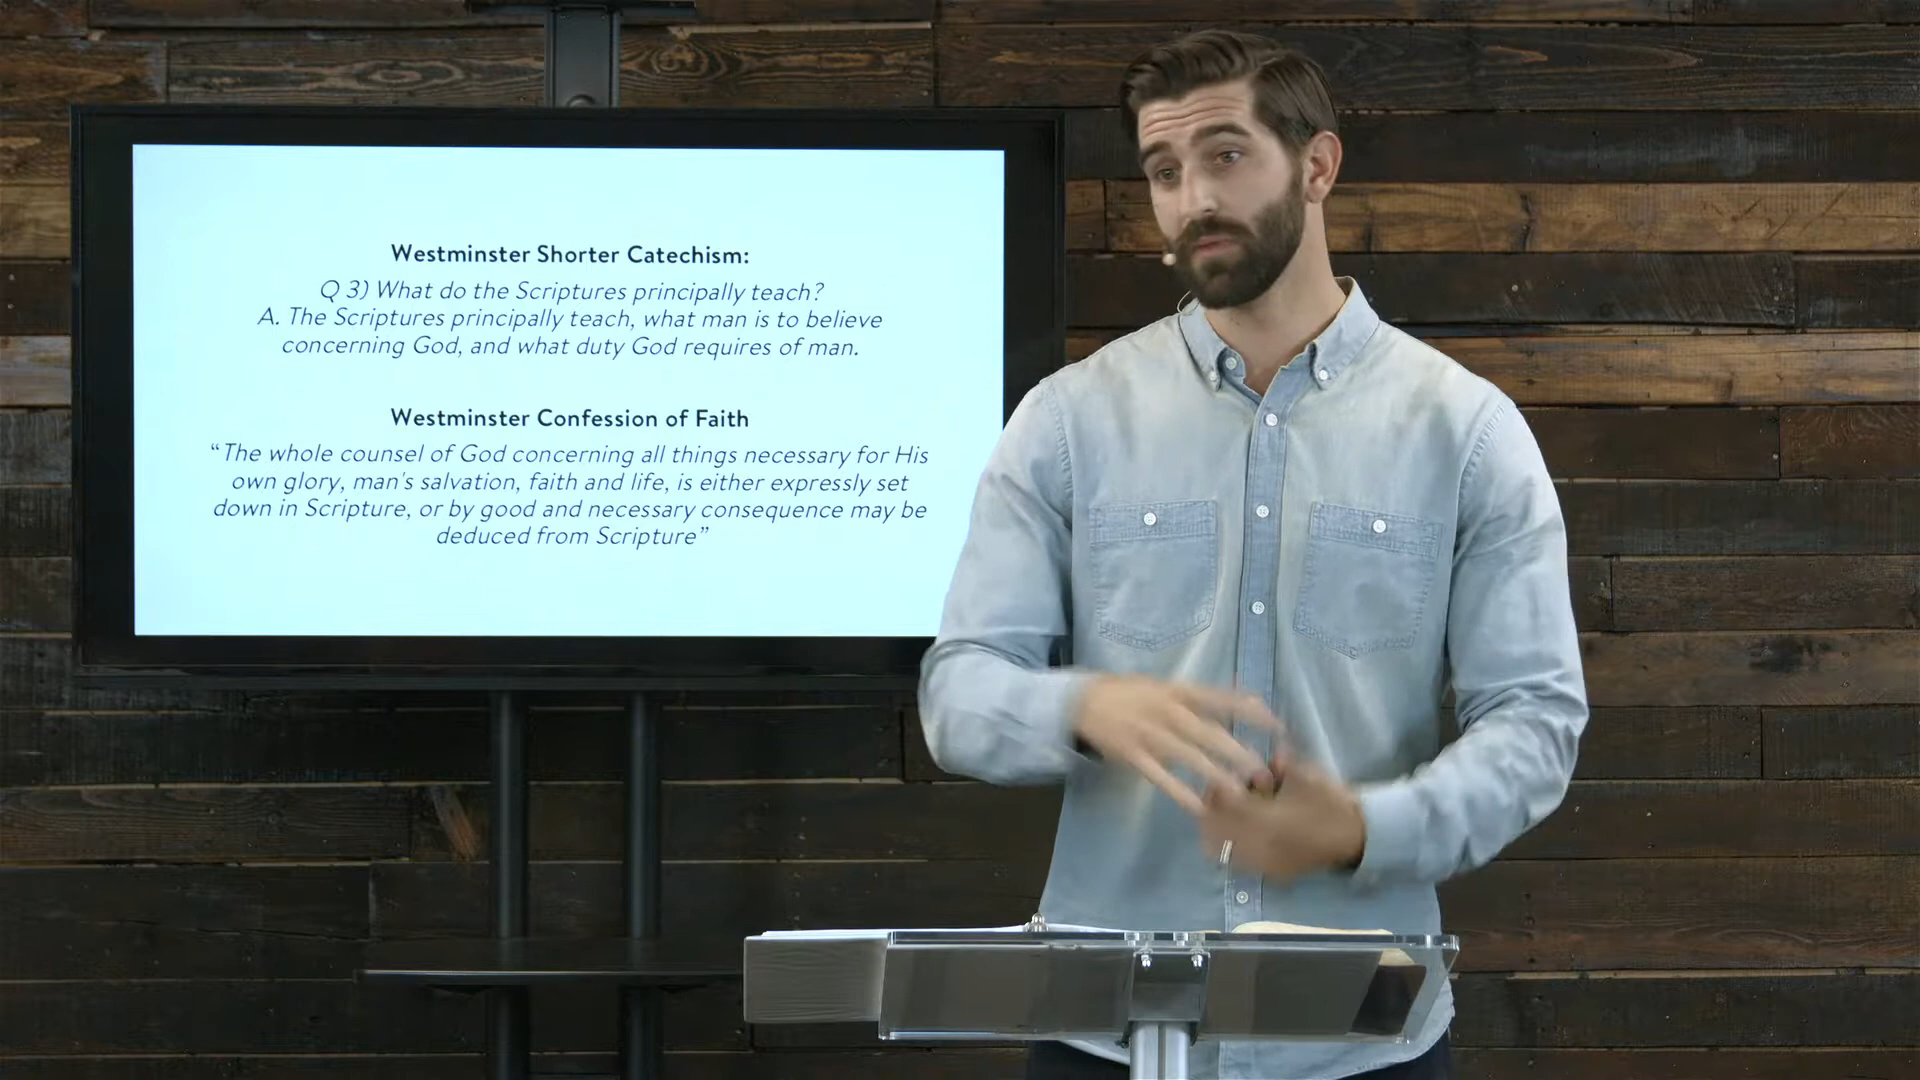 Westminster Shorter Catechism:
Q 3) What do the Scriptures principally teach?
A. The Scriptures principally teach, what man is to believe
concerning God, and what duty God requires of man.
Westminster Confession of Faith
“The whole counsel of God concerning all things necessary for His
own glory, man's salvation, faith and life, is either expressly set
down in Scripture, or by good and necessary consequence may be
deduced from Scripture”